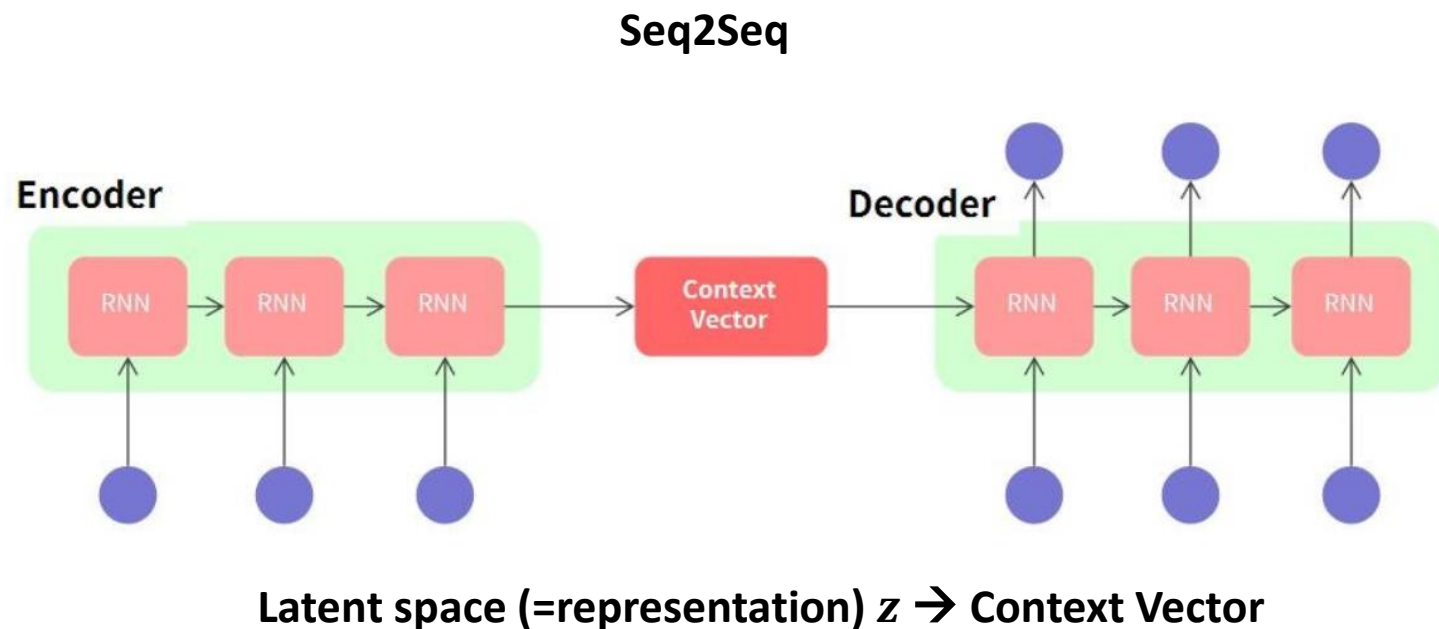 Seq2Seq
Encoder
Decoder
RNN
RNN
RNN
Context
Vector
RNN
RNN
RNN
Latent space (=representation) z → Context Vector